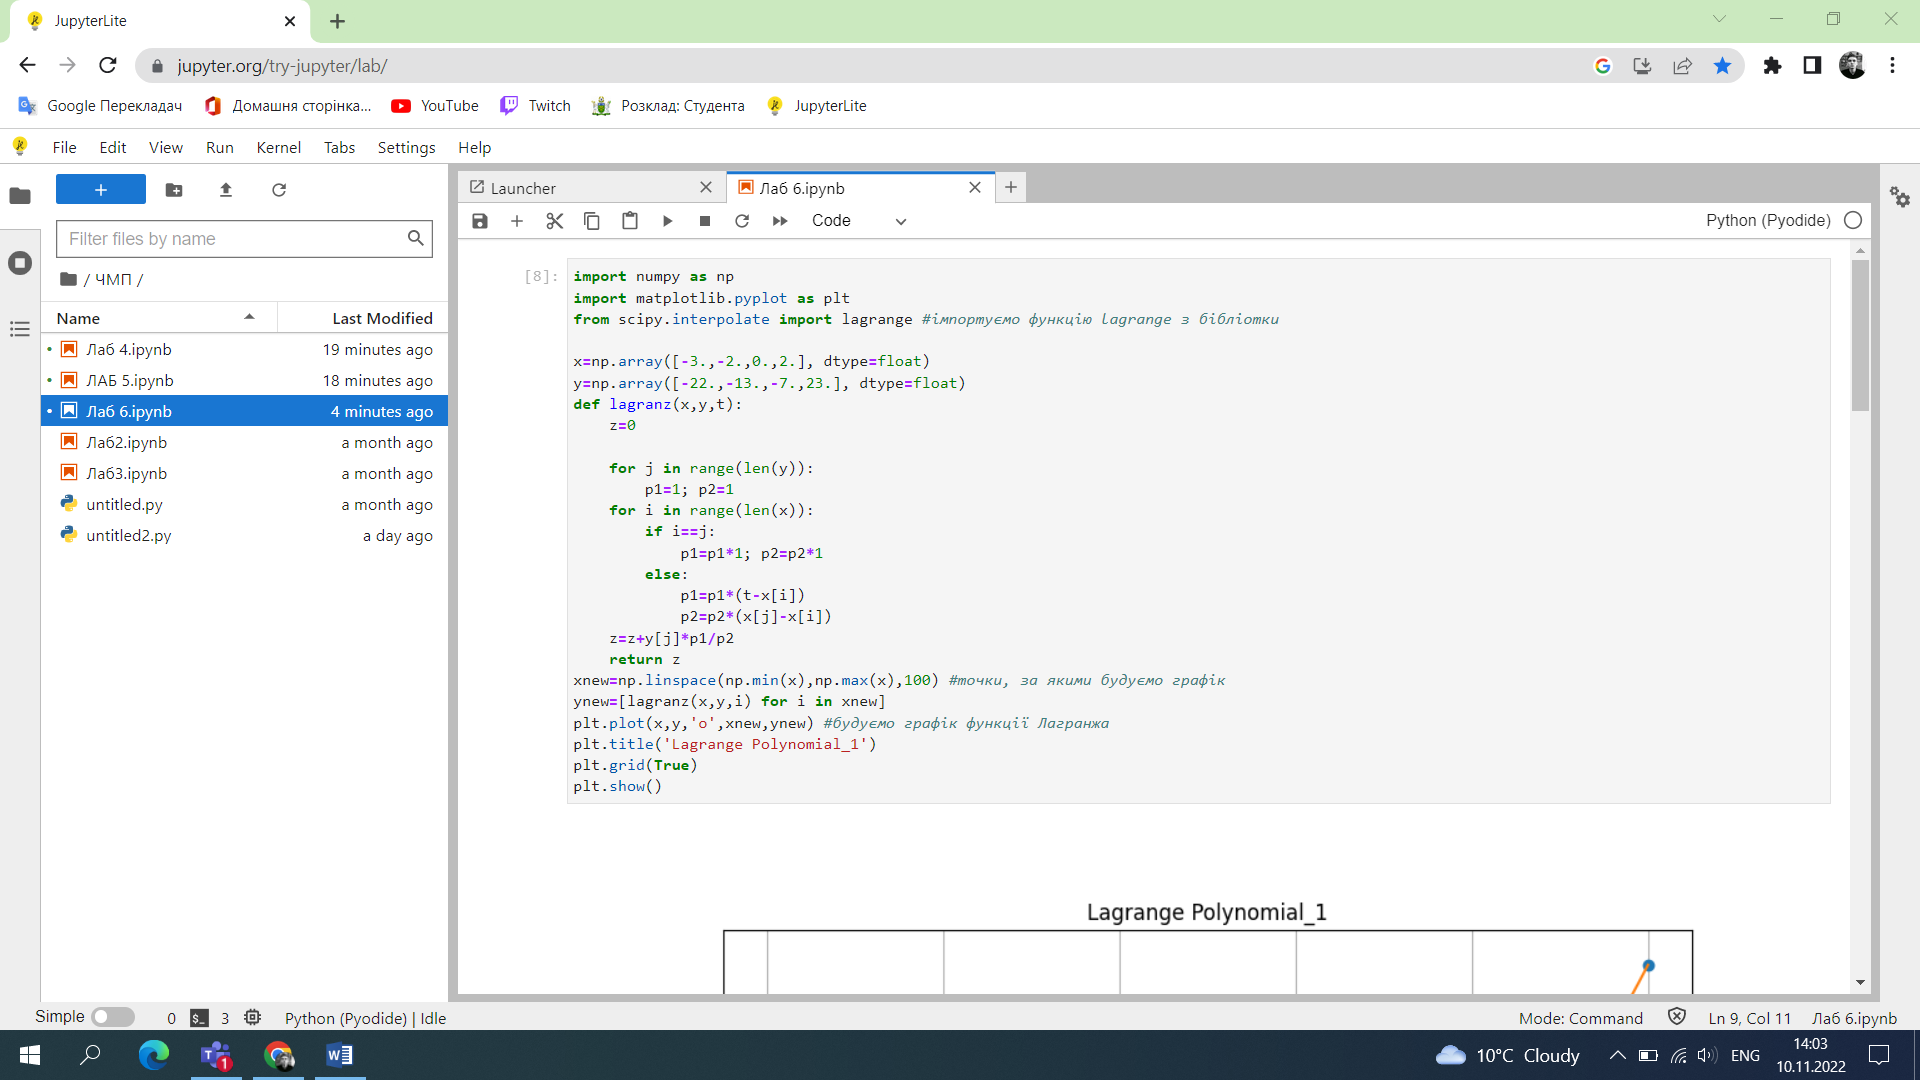 JupyterLite
jupyter.org/try-jupyter/lab/
Google Перекладач
Домашня сторінка...
YouTube
Twitch
Розклад: Студента
JupyterLite
File Edit View Run Kernel Tabs Settings Help
Launcher
Лаб 6.ipynb
Code
Python (Pyodide)
Filter files by name
/ ЧМП /
Name Last Modified
Лаб 4.ipynb 19 minutes ago
ЛАБ 5.ipynb 18 minutes ago
Лаб 6.ipynb 4 minutes ago
Лаб2.ipynb a month ago
Лаб3.ipynb a month ago
untitled.py a month ago
untitled2.py a day ago
[8]:
import numpy as np
import matplotlib.pyplot as plt
from scipy.interpolate import lagrange #імпортуємо функцію lagrange з бібліотки
x=np.array([-3.,-2.,0.,2.], dtype=float)
y=np.array([-22.,-13.,-7.,23.], dtype=float)
def lagranz(x,y,t):
    z=0
    for j in range(len(y)):
        p1=1; p2=1
    for i in range(len(x)):
        if i==j:
            p1=p1*1; p2=p2*1
        else:
            p1=p1*(t-x[i])
            p2=p2*(x[j]-x[i])
    z=z+y[j]*p1/p2
    return z
xnew=np.linspace(np.min(x),np.max(x),100) #точки, за якими будуємо графік
ynew=[lagranz(x,y,i) for i in xnew]
plt.plot(x,y,'o',xnew,ynew) #будуємо графік функції Лагранжа
plt.title('Lagrange Polynomial_1')
plt.grid(True)
plt.show()
Lagrange Polynomial_1
Simple 0 $_ 3 Python (Pyodide) | Idle
Mode: Command Ln 9, Col 11 Лаб 6.ipynb
1
10°C Cloudy
ENG
14:03
10.11.2022